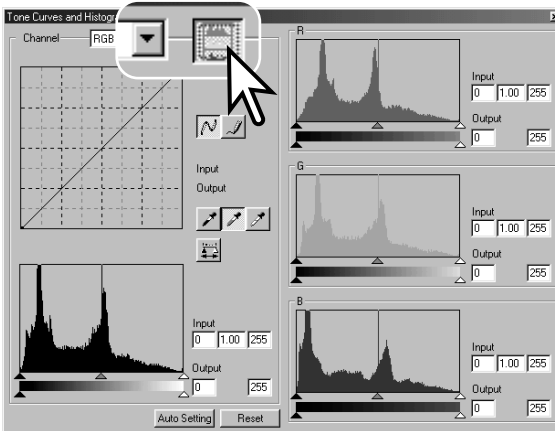 Tone Curves and Histogr
Channel
RGB
Input
Output
Input
0 1.00 255
Output
0 255
Auto Setting
Reset
R
Input
0 1.00 255
Output
0 255
G
Input
0 1.00 255
Output
0 255
B
Input
0 1.00 255
Output
0 255